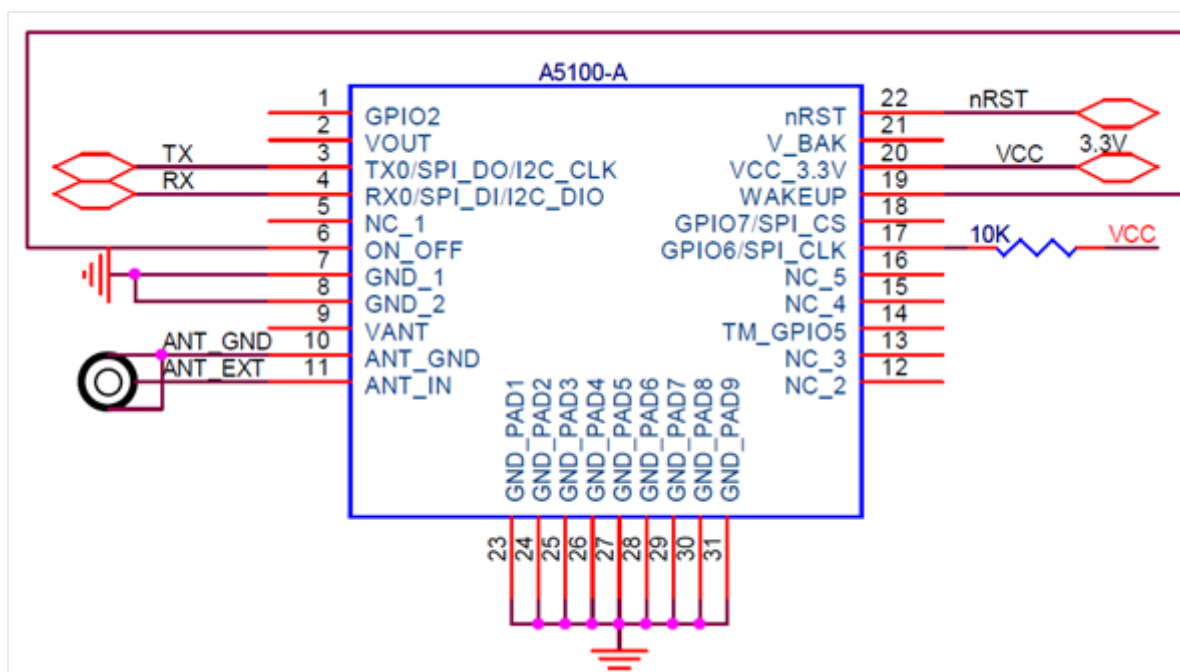 A5100-A
1 GPIO2
2 VOUT
TX 3 TX0/SPI_DO/I2C_CLK
RX 4 RX0/SPI_DI/I2C_DIO
5 NC_1
6 ON_OFF
7 GND_1
8 GND_2
9 VANT
ANT_GND 10 ANT_GND
ANT_EXT 11 ANT_IN
nRST 22 nRST
V_BAK 21
VCC_3.3V 20 VCC 3.3V
WAKEUP 19
GPIO7/SPI_CS 18
GPIO6/SPI_CLK 17 10K VCC
NC_5 16
NC_4 15
TM_GPIO5 14
NC_3 13
NC_2 12
GND_PAD1 23
GND_PAD2 24
GND_PAD3 25
GND_PAD4 26
GND_PAD5 27
GND_PAD6 28
GND_PAD7 29
GND_PAD8 30
GND_PAD9 31